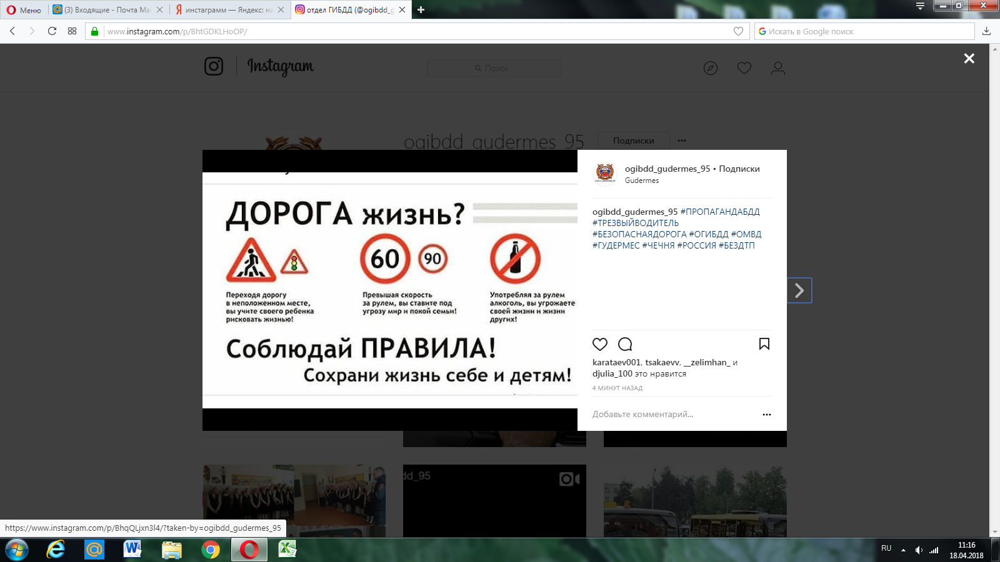 Меню
(3) Входящие - Почта Ма
инстаграмм — Яндекс: на
отдел ГИБДД (@ogibdd_g
www.instagram.com/p/BhtGDKLHoOP/
Искать в Google поиск
Instagram
Поиск
ogibdd_gudermes_95
Подписки
ДОРОГА жизнь?
60
90
Переходя дорогу
в неположенном месте,
вы учите своего ребенка
рисковать жизнью!
Превышая скорость
за рулем, вы ставите под
угрозу мир и покой семьи!
Употребляя за рулем
алкоголь, вы угрожаете
своей жизни и жизни
других!
Соблюдай ПРАВИЛА!
Сохрани жизнь себе и детям!
ogibdd_gudermes_95 • Подписки
Gudermes
ogibdd_gudermes_95 #ПРОПАГАНДАБДД
#ТРЕЗВЫЙВОДИТЕЛЬ
#БЕЗОПАСНАЯДОРОГА #ОГИБДД #ОМВД
#ГУДЕРМЕС #ЧЕЧНЯ #РОССИЯ #БЕЗДТП
karataev001, tsakaevv, __zelimhan_ и
djulia_100 это нравится
4 МИНУТ НАЗАД
Добавьте комментарий...
dd_95
https://www.instagram.com/p/BhqQLjxn3l4/?taken-by=ogibdd_gudermes_95
RU
11:16
18.04.2018